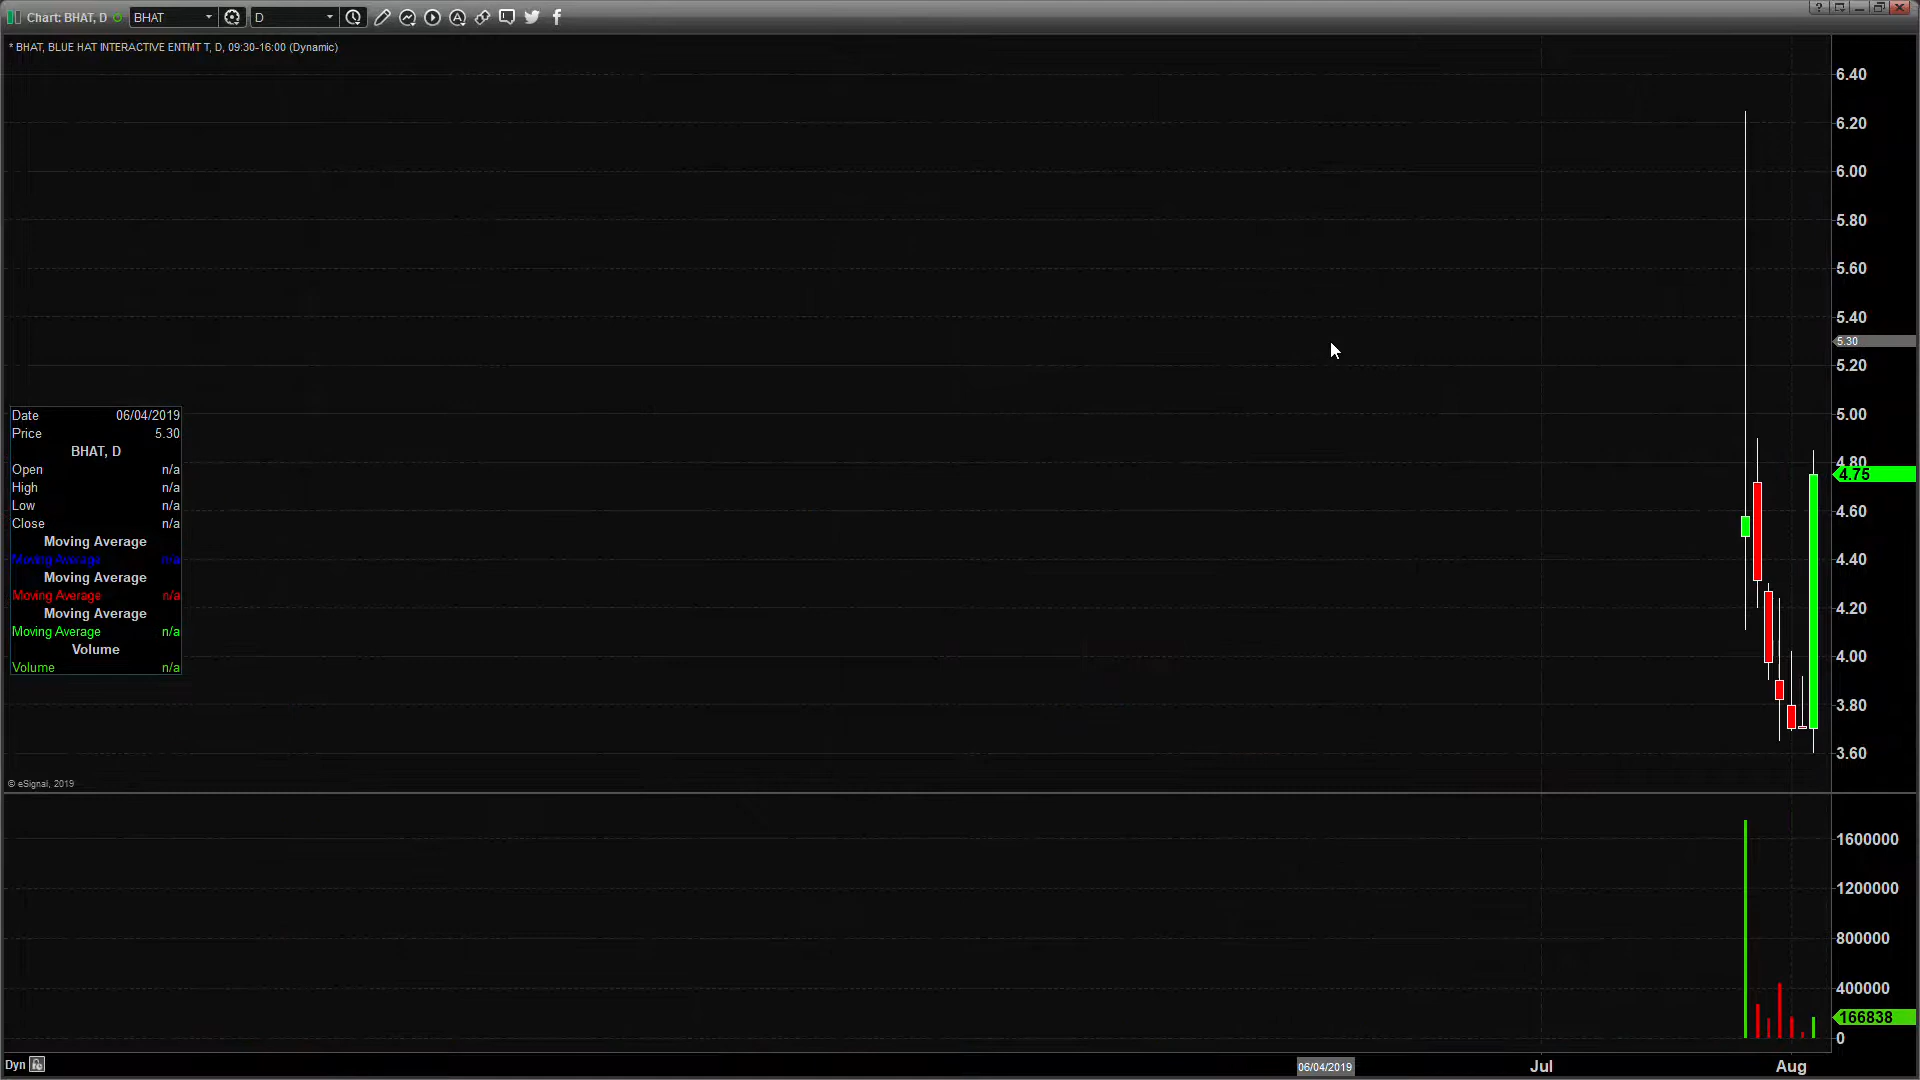 Chart: BHAT, D BHAT D
* BHAT, BLUE HAT INTERACTIVE ENTMT T, D, 09:30-16:00 (Dynamic)
6.40
6.20
6.00
5.80
5.60
5.40
5.30
5.20
5.00
4.80
4.75
4.60
4.40
4.20
4.00
3.80
3.60
Date 06/04/2019
Price 5.30
BHAT, D
Open n/a
High n/a
Low n/a
Close n/a
Moving Average
Moving Average n/a
Moving Average
Moving Average n/a
Moving Average
Moving Average n/a
Volume
Volume n/a
© eSignal, 2019
1600000
1200000
800000
400000
166838
0
Dyn 06/04/2019 Jul Aug